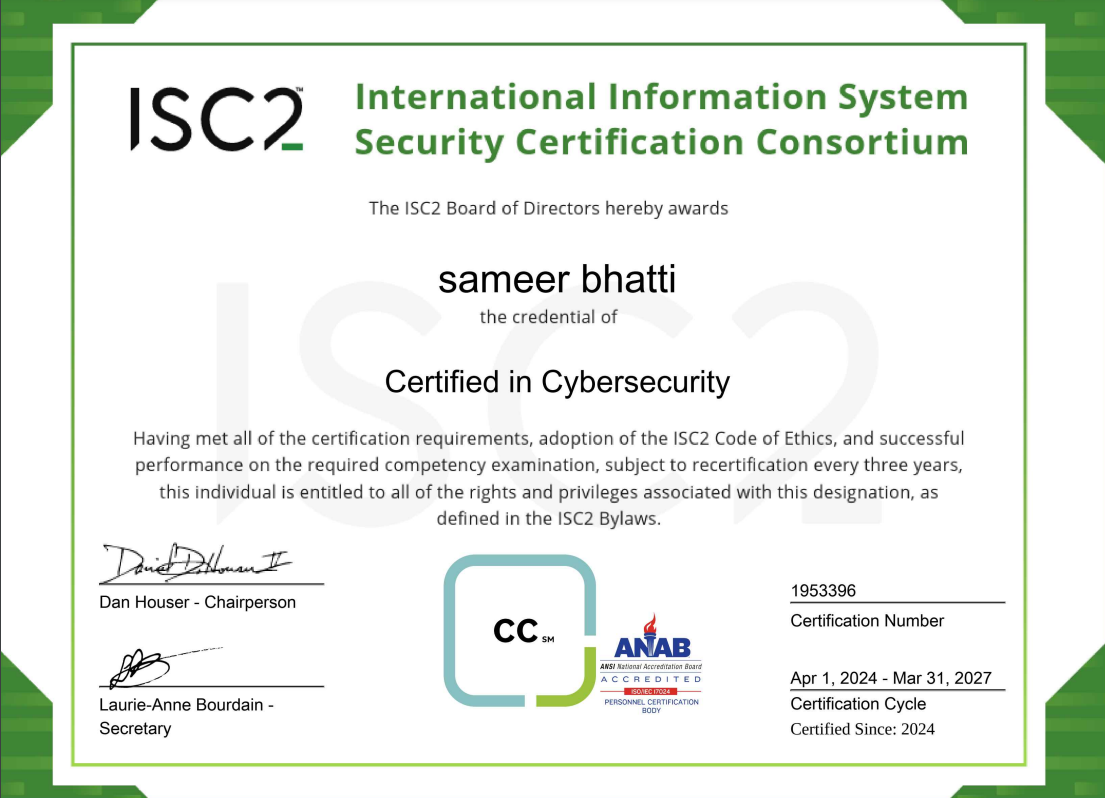 ISC2™
International Information System
Security Certification Consortium
The ISC2 Board of Directors hereby awards
sameer bhatti
the credential of
Certified in Cybersecurity
Having met all of the certification requirements, adoption of the ISC2 Code of Ethics, and successful
performance on the required competency examination, subject to recertification every three years,
this individual is entitled to all of the rights and privileges associated with this designation, as
defined in the ISC2 Bylaws.
ISC2
David D. Houser II
Dan Houser - Chairperson
Laurie-Anne Bourdain -
Secretary
CC SM
ANAB
ANSI National Accreditation Board
ACCREDITED
ISO/IEC 17024
PERSONNEL CERTIFICATION
BODY
1953396
Certification Number
Apr 1, 2024 - Mar 31, 2027
Certification Cycle
Certified Since: 2024